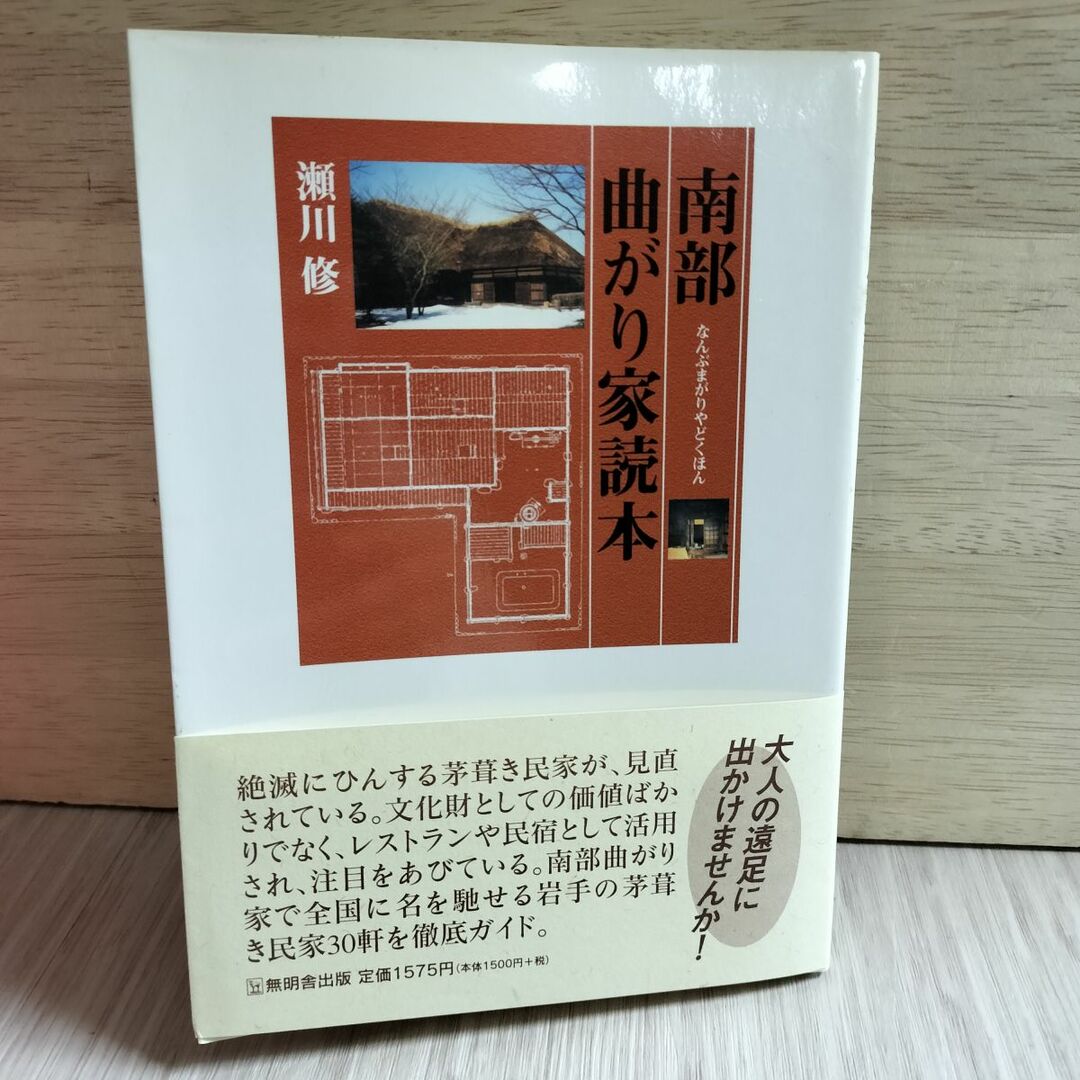 南部
なんぶまがりやどくほん
曲がり家読本
瀬川 修
大人の遠足に
出かけませんか!
絶滅にひんする茅葺き民家が、見直
されている。文化財としての価値ばか
りでなく、レストランや民宿として活用
され、注目をあびている。南部曲がり
家で全国に名を馳せる岩手の茅葺
き民家30軒を徹底ガイド。
無明舎出版 定価1575円(本体1500円+税)